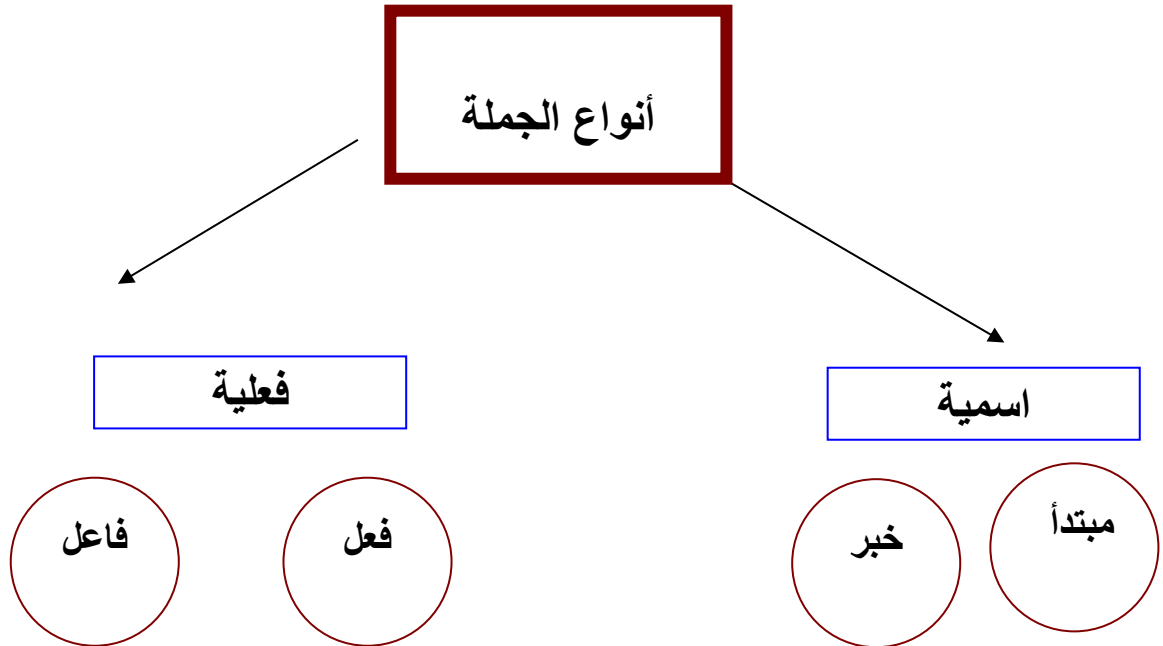 أنواع الجملة
اسمية
فعلية
مبتدأ
خبر
فعل
فاعل